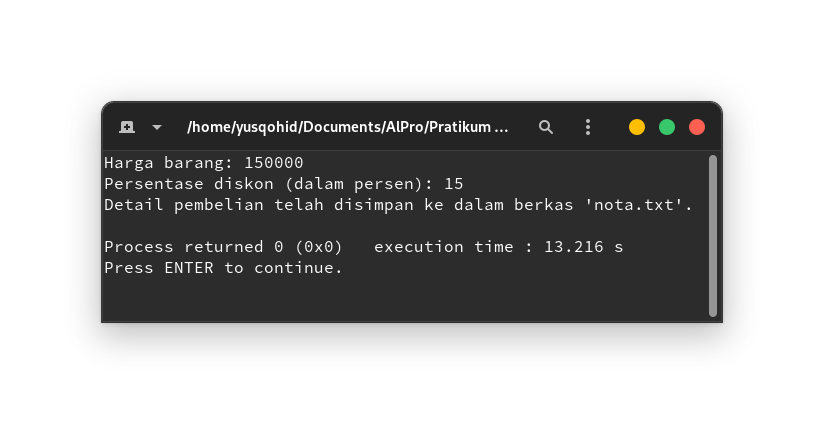 /home/yusqohid/Documents/AlPro/Pratikum ...
Harga barang: 150000
Persentase diskon (dalam persen): 15
Detail pembelian telah disimpan ke dalam berkas 'nota.txt'.
Process returned 0 (0x0)   execution time : 13.216 s
Press ENTER to continue.